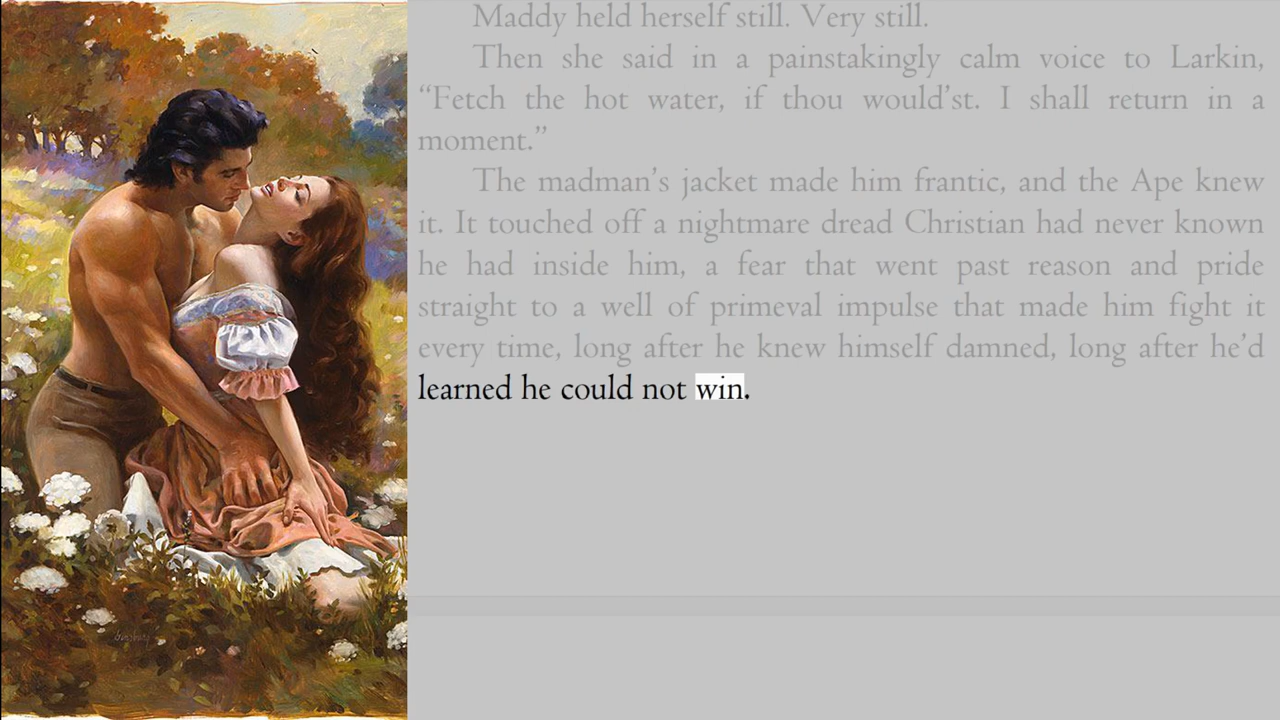 Maddy held herself still. Very still.
Then she said in a painstakingly calm voice to Larkin,
“Fetch the hot water, if thou would’st. I shall return in a
moment.”
The madman’s jacket made him frantic, and the Ape knew
it. It touched off a nightmare dread Christian had never known
he had inside him, a fear that went past reason and pride
straight to a well of primeval impulse that made him fight it
every time, long after he knew himself damned, long after he’d
learned he could not win.